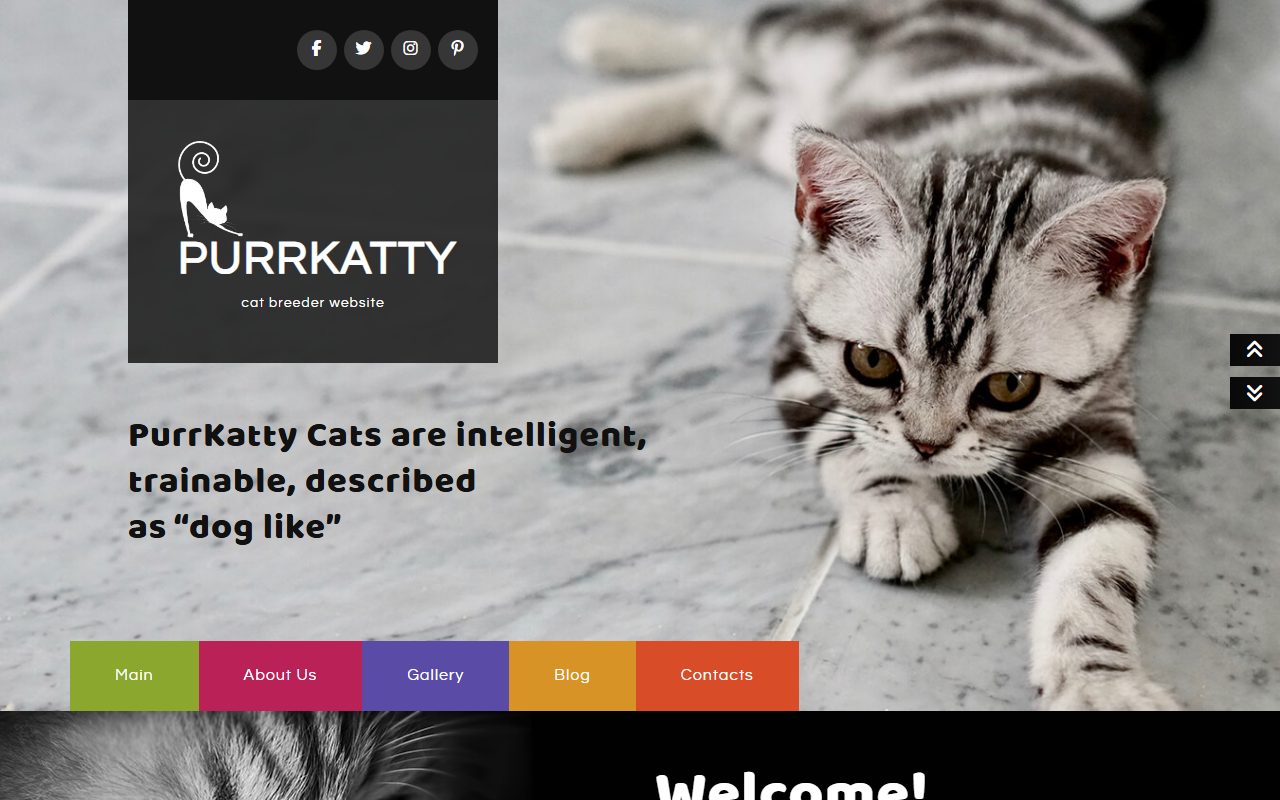 PURRKATTY
cat breeder website
PurrKatty Cats are intelligent,
trainable, described
as “dog like”
Main
About Us
Gallery
Blog
Contacts
Welcome!